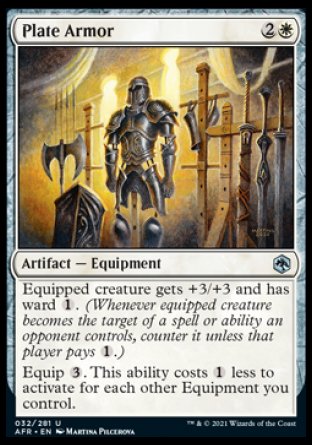 Plate Armor 2
Artifact — Equipment
Equipped creature gets +3/+3 and has
ward 1. (Whenever equipped creature
becomes the target of a spell or ability an
opponent controls, counter it unless that
player pays 1.)
Equip 3. This ability costs 1 less to
activate for each other Equipment you
control.
032/281 U
AFR • EN Martina Pilcerova
™ & © 2021 Wizards of the Coast